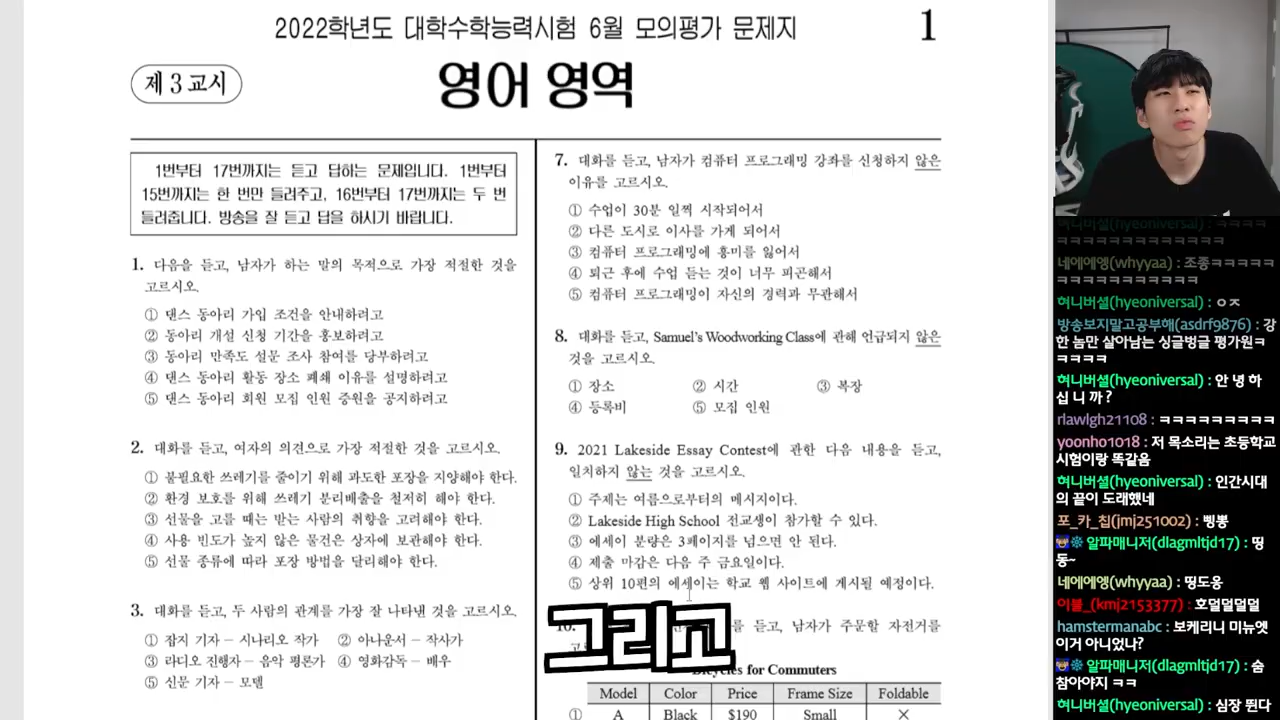 2022학년도 대학수학능력시험 6월 모의평가 문제지
1
제 3 교시
영어 영역
1번부터 17번까지는 듣고 답하는 문제입니다. 1번부터
15번까지는 한 번만 들려주고, 16번부터 17번까지는 두 번
들려줍니다. 방송을 잘 듣고 답을 하시기 바랍니다.
1. 다음을 듣고, 남자가 하는 말의 목적으로 가장 적절한 것을
고르시오.
① 댄스 동아리 가입 조건을 안내하려고
② 동아리 개설 신청 기간을 홍보하려고
③ 동아리 만족도 설문 조사 참여를 당부하려고
④ 댄스 동아리 활동 장소 폐쇄 이유를 설명하려고
⑤ 댄스 동아리 회원 모집 인원 증원을 공지하려고
2. 대화를 듣고, 여자의 의견으로 가장 적절한 것을 고르시오.
① 불필요한 쓰레기를 줄이기 위해 과도한 포장을 지양해야 한다.
② 환경 보호를 위해 쓰레기 분리배출을 철저히 해야 한다.
③ 선물을 고를 때는 받는 사람의 취향을 고려해야 한다.
④ 사용 빈도가 높지 않은 물건은 상자에 보관해야 한다.
⑤ 선물 종류에 따라 포장 방법을 달리해야 한다.
3. 대화를 듣고, 두 사람의 관계를 가장 잘 나타낸 것을 고르시오.
① 잡지 기자 – 시나리오 작가 ② 아나운서 – 작사가
③ 라디오 진행자 – 음악 평론가 ④ 영화감독 – 배우
⑤ 신문 기자 – 모델
7. 대화를 듣고, 남자가 컴퓨터 프로그래밍 강좌를 신청하지 않은
이유를 고르시오.
① 수업이 30분 일찍 시작되어서
② 다른 도시로 이사를 가게 되어서
③ 컴퓨터 프로그래밍에 흥미를 잃어서
④ 퇴근 후에 수업 듣는 것이 너무 피곤해서
⑤ 컴퓨터 프로그래밍이 자신의 경력과 무관해서
8. 대화를 듣고, Samuel's Woodworking Class에 관해 언급되지 않은
것을 고르시오.
① 장소 ② 시간 ③ 복장
④ 등록비 ⑤ 모집 인원
9. 2021 Lakeside Essay Contest에 관한 다음 내용을 듣고,
일치하지 않는 것을 고르시오.
① 주제는 여름으로부터의 메시지이다.
② Lakeside High School 전교생이 참가할 수 있다.
③ 에세이 분량은 3페이지를 넘으면 안 된다.
④ 제출 마감은 다음 주 금요일이다.
⑤ 상위 10편의 에세이는 학교 웹 사이트에 게시될 예정이다.
를 듣고, 남자가 주문할 자전거를
그리고
Bicycles for Commuters
Model Color Price Frame Size Foldable
① A Black $190 Small ×
혀니버셜(hyeoniversal) : ㅋㅋㅋㅋ
ㅋㅋㅋㅋㅋㅋㅋㅋㅋㅋㅋㅋㅋ
네에에엥(whyyaa) : 조종ㅋㅋㅋㅋㅋ
ㅋㅋㅋㅋㅋㅋㅋㅋㅋㅋㅋ
혀니버셜(hyeoniversal) : ㅇㅈ
방송보지말고공부해(asdrf9876) : 강
한 놈만 살아남는 싱글벙글 평가원ㅋ
ㅋㅋㅋㅋ
혀니버셜(hyeoniversal) : 안 녕 하
십 니 까 ?
rlawlgh21108 : ㅋㅋㅋㅋㅋㅋㅋㅋㅋ
yoonho1018 : 저 목소리는 초등학교
시험이랑 똑같음
혀니버셜(hyeoniversal) : 인간시대
의 끝이 도래했네
포_카_칩(jmj251002) : 삥뽕
알파매니저(dlagmltjd17) : 띵
동~
네에에엥(whyyaa) : 띵도웅
이불_(kmj2153377) : 호덜덜덜덜
hamstermanabc : 보케리니 미뉴엣
이거 아니었나?
알파매니저(dlagmltjd17) : 숨
참아야지 ㅋㅋ
혀니버셜(hyeoniversal) : 심장 뛴다